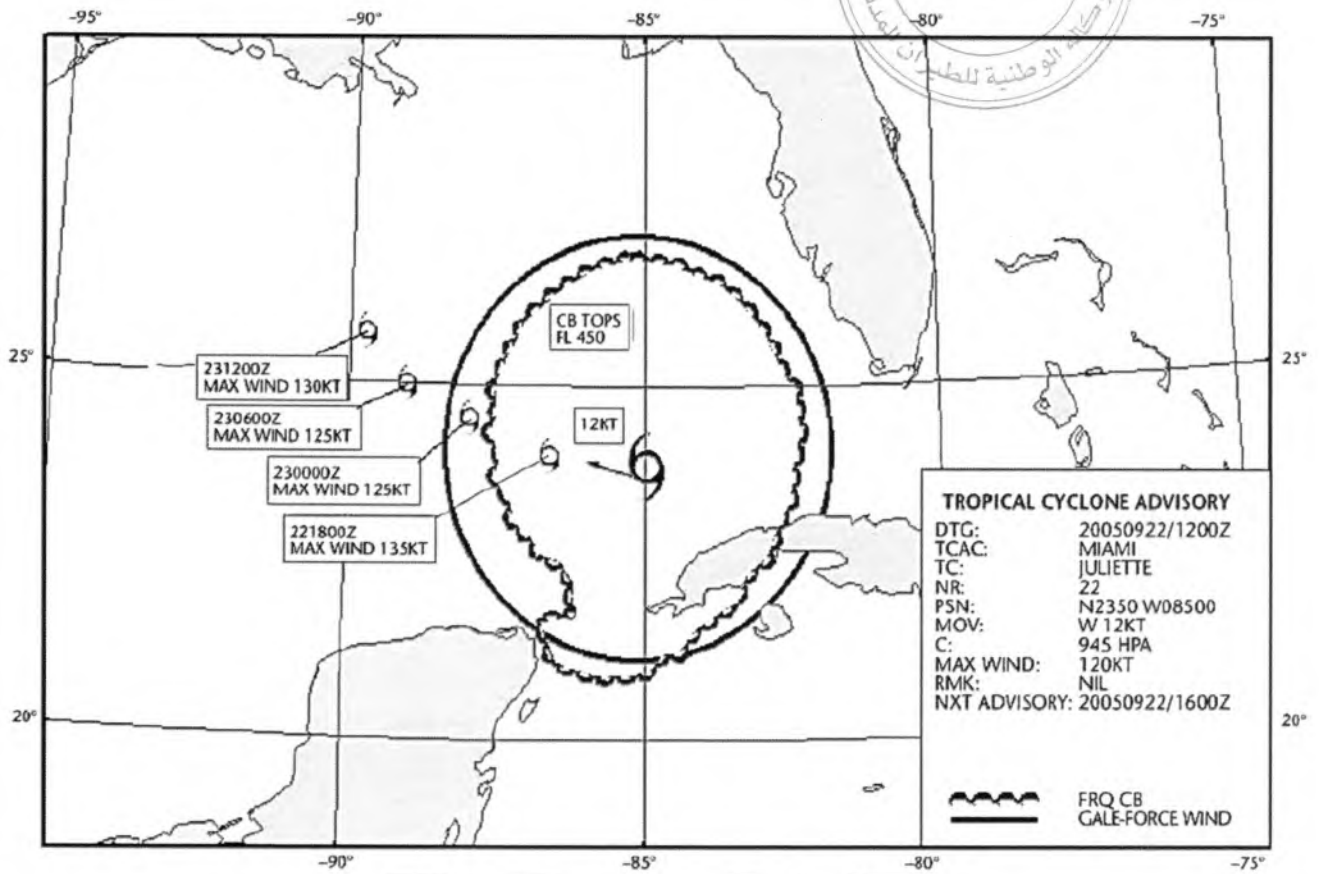 -95° -90° -85° -80° -75°
الوطنية للطيران
CB TOPS
FL 450
25° 25°
231200Z
MAX WIND 130KT
230600Z
MAX WIND 125KT
12KT
230000Z
MAX WIND 125KT
221800Z
MAX WIND 135KT
TROPICAL CYCLONE ADVISORY
DTG: 20050922/1200Z
TCAC: MIAMI
TC: JULIETTE
NR: 22
PSN: N2350 W08500
MOV: W 12KT
C: 945 HPA
MAX WIND: 120KT
RMK: NIL
NXT ADVISORY: 20050922/1600Z
20° 20°
FRQ CB
GALE-FORCE WIND
-90° -85° -80° -75°